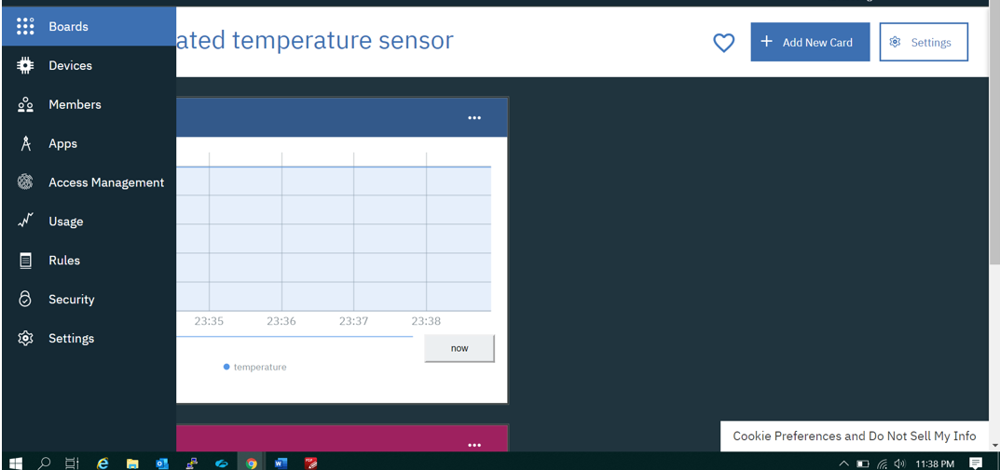 Boards
Devices
Members
Apps
Access Management
Usage
Rules
Security
Settings
ated temperature sensor
Add New Card
Settings
23:35 23:36 23:37 23:38
now
temperature
Cookie Preferences and Do Not Sell My Info
11:38 PM